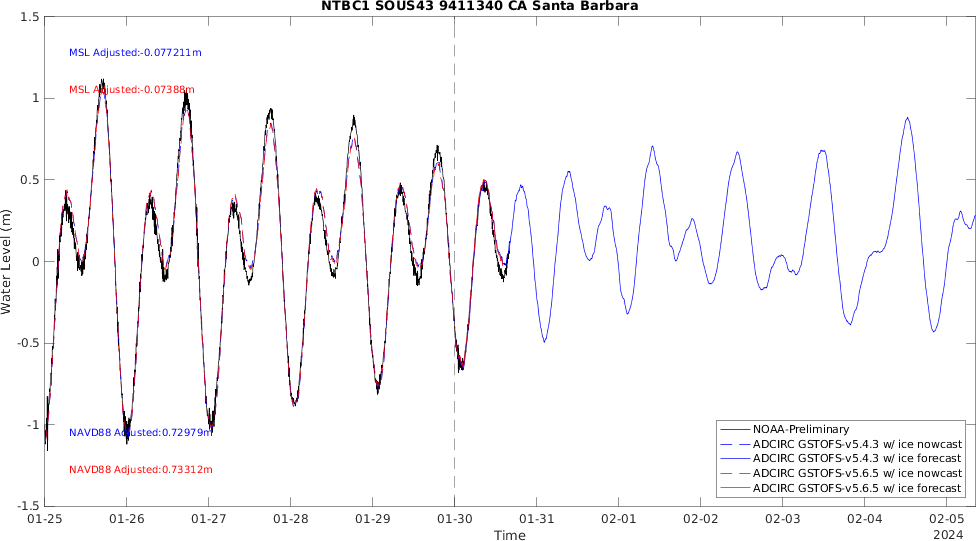 NTBC1 SOUS43 9411340 CA Santa Barbara
1.5
1
0.5
0
-0.5
-1
-1.5
Water Level (m)
MSL Adjusted:-0.077211m
MSL Adjusted:-0.07388m
NAVD88 Adjusted:0.72979m
NAVD88 Adjusted:0.73312m
NOAA-Preliminary
ADCIRC GSTOFS-v5.4.3 w/ ice nowcast
ADCIRC GSTOFS-v5.4.3 w/ ice forecast
ADCIRC GSTOFS-v5.6.5 w/ ice nowcast
ADCIRC GSTOFS-v5.6.5 w/ ice forecast
01-25 01-26 01-27 01-28 01-29 01-30 01-31 02-01 02-02 02-03 02-04 02-05
2024
Time